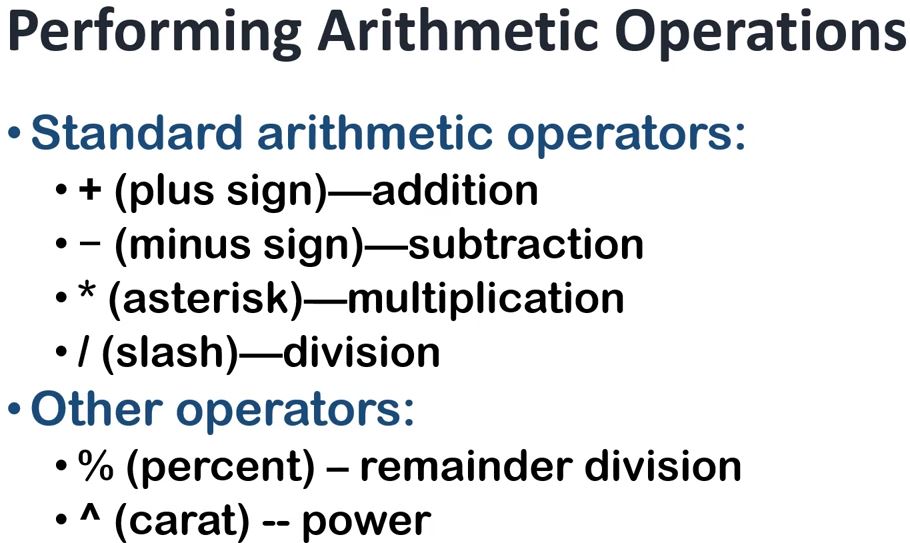 Performing Arithmetic Operations
• Standard arithmetic operators:
• + (plus sign)—addition
• – (minus sign)—subtraction
• * (asterisk)—multiplication
• / (slash)—division
• Other operators:
• % (percent) – remainder division
• ^ (carat) -- power